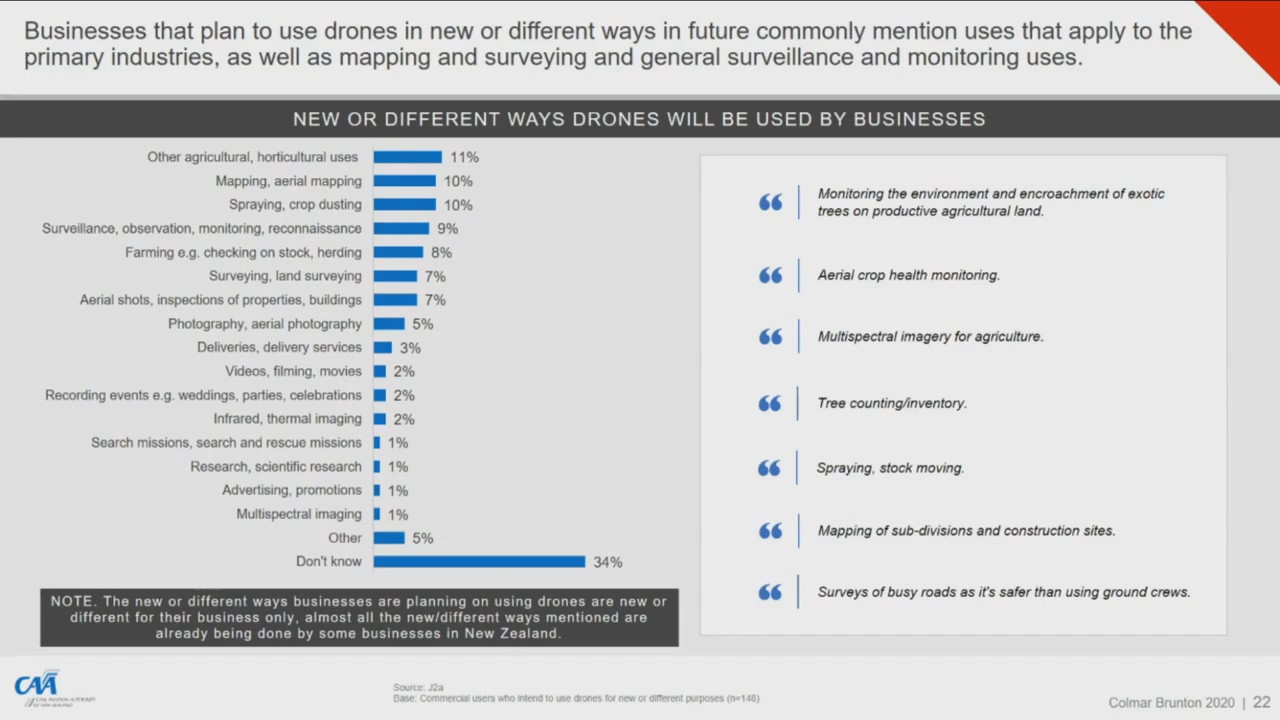 Businesses that plan to use drones in new or different ways in future commonly mention uses that apply to the
primary industries, as well as mapping and surveying and general surveillance and monitoring uses.
NEW OR DIFFERENT WAYS DRONES WILL BE USED BY BUSINESSES
Other agricultural, horticultural uses 11%
Mapping, aerial mapping 10%
Spraying, crop dusting 10%
Surveillance, observation, monitoring, reconnaissance 9%
Farming e.g. checking on stock, herding 8%
Surveying, land surveying 7%
Aerial shots, inspections of properties, buildings 7%
Photography, aerial photography 5%
Deliveries, delivery services 3%
Videos, filming, movies 2%
Recording events e.g. weddings, parties, celebrations 2%
Infrared, thermal imaging 2%
Search missions, search and rescue missions 1%
Research, scientific research 1%
Advertising, promotions 1%
Multispectral imaging 1%
Other 5%
Don't know 34%
NOTE. The new or different ways businesses are planning on using drones are new or
different for their business only, almost all the new/different ways mentioned are
already being done by some businesses in New Zealand.
Monitoring the environment and encroachment of exotic
trees on productive agricultural land.
Aerial crop health monitoring.
Multispectral imagery for agriculture.
Tree counting/inventory.
Spraying, stock moving.
Mapping of sub-divisions and construction sites.
Surveys of busy roads as it's safer than using ground crews.
CAA
Source: J2a
Base: Commercial users who intend to use drones for new or different purposes (n=146)
Colmar Brunton 2020 | 22